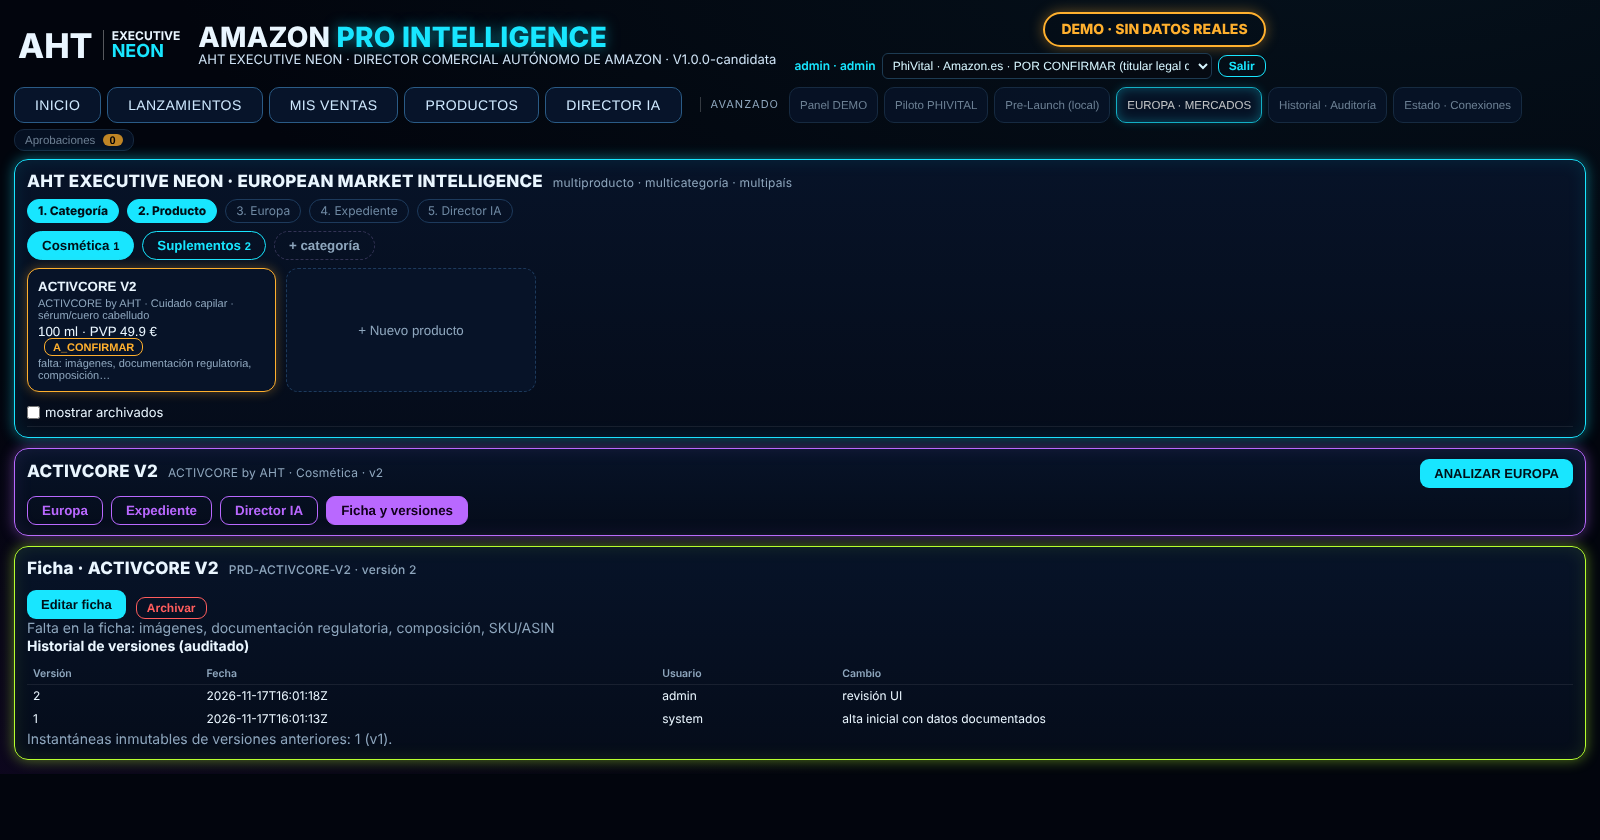 AHT EXECUTIVE NEON
AMAZON PRO INTELLIGENCE
AHT EXECUTIVE NEON · DIRECTOR COMERCIAL AUTÓNOMO DE AMAZON · V1.0.0-candidata
DEMO · SIN DATOS REALES
admin · admin PhiVital · Amazon.es · POR CONFIRMAR (titular legal Salir
INICIO LANZAMIENTOS MIS VENTAS PRODUCTOS DIRECTOR IA AVANZADO Panel DEMO Piloto PHIVITAL Pre-Launch (local) EUROPA · MERCADOS Historial · Auditoría Estado · Conexiones
Aprobaciones 0
AHT EXECUTIVE NEON · EUROPEAN MARKET INTELLIGENCE multiproducto · multicategoría · multipaís
1. Categoría 2. Producto 3. Europa 4. Expediente 5. Director IA
Cosmética 1 Suplementos 2 + categoría
ACTIVCORE V2
ACTIVCORE by AHT · Cuidado capilar ·
sérum/cuero cabelludo
100 ml · PVP 49.9 €
A_CONFIRMAR
falta: imágenes, documentación regulatoria,
composición…
+ Nuevo producto
mostrar archivados
ACTIVCORE V2 ACTIVCORE by AHT · Cosmética · v2
ANALIZAR EUROPA
Europa Expediente Director IA Ficha y versiones
Ficha · ACTIVCORE V2 PRD-ACTIVCORE-V2 · versión 2
Editar ficha Archivar
Falta en la ficha: imágenes, documentación regulatoria, composición, SKU/ASIN
Historial de versiones (auditado)
Versión Fecha Usuario Cambio
2 2026-11-17T16:01:18Z admin revisión UI
1 2026-11-17T16:01:13Z system alta inicial con datos documentados
Instantáneas inmutables de versiones anteriores: 1 (v1).